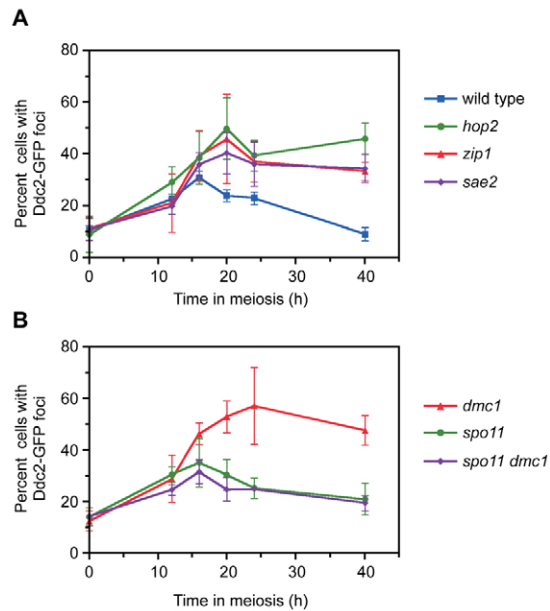 A
Percent cells with
Ddc2-GFP foci
80
60
40
20
0
0
10
20
30
40
Time in meiosis (h)
wild type
hop2
zip1
sae2
B
Percent cells with
Ddc2-GFP foci
80
60
40
20
0
0
10
20
30
40
Time in meiosis (h)
dmc1
spo11
spo11 dmc1